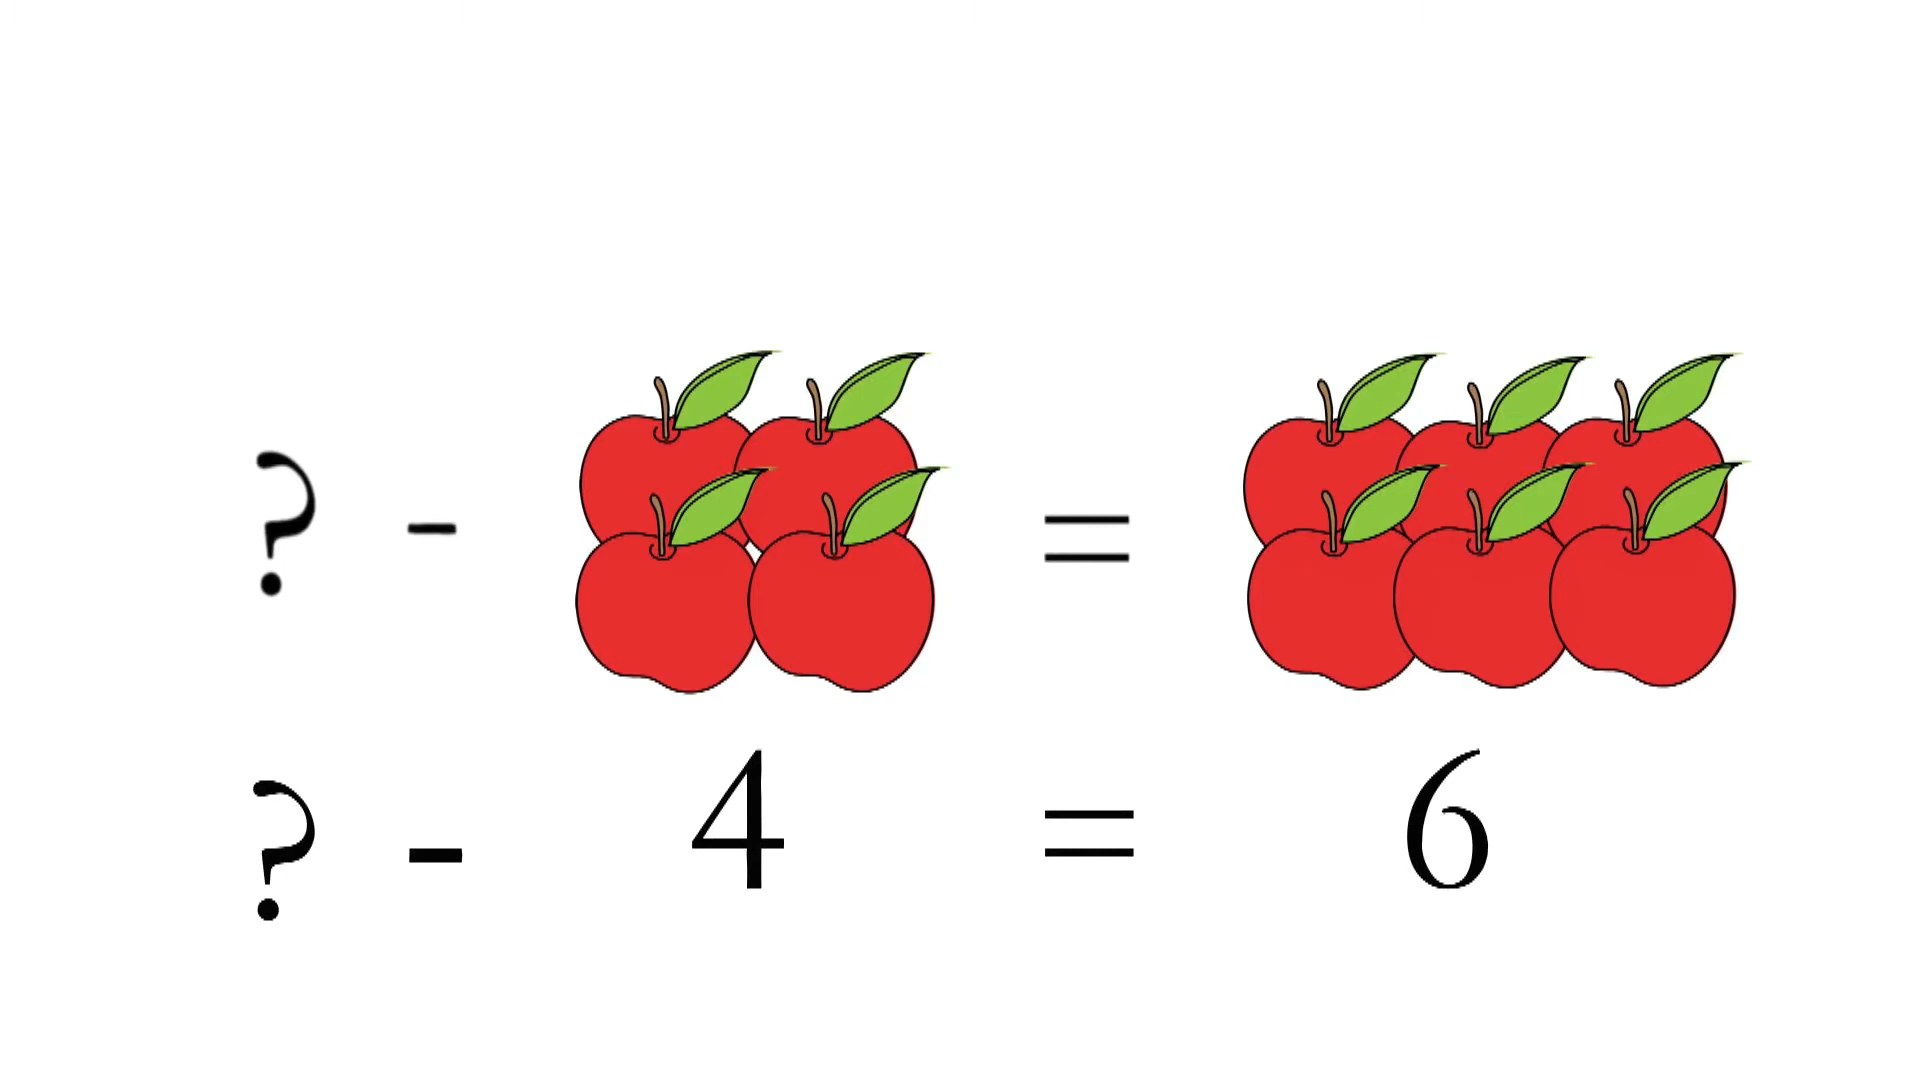 ? - =
? - 4 = 6